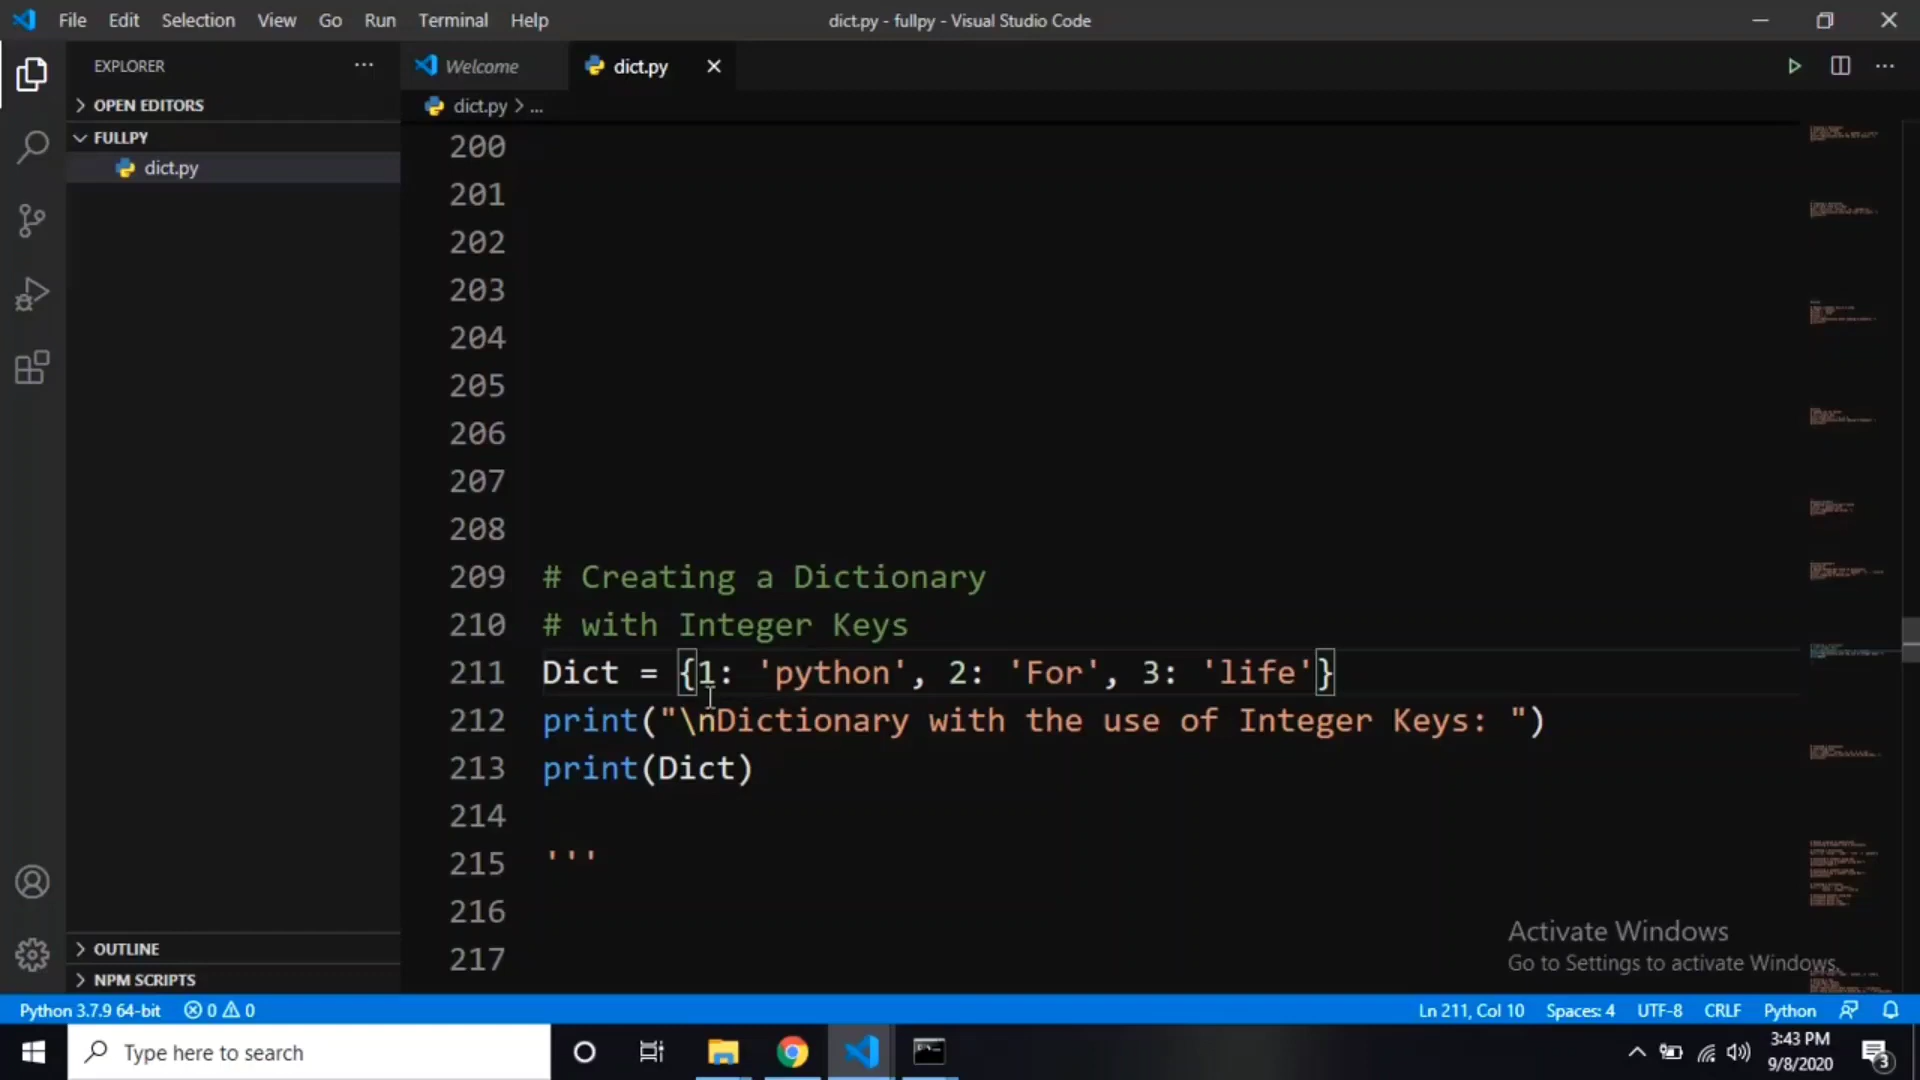 File Edit Selection View Go Run Terminal Help dict.py - fullpy - Visual Studio Code
EXPLORER ··· Welcome dict.py
OPEN EDITORS
dict.py > ...
FULLPY
dict.py
200
201
202
203
204
205
206
207
208
209 # Creating a Dictionary
210 # with Integer Keys
211 Dict = {1: 'python', 2: 'For', 3: 'life'}
212 print("\nDictionary with the use of Integer Keys: ")
213 print(Dict)
214
215 '''
216
217
OUTLINE
NPM SCRIPTS
Activate Windows
Go to Settings to activate Windows.
Python 3.7.9 64-bit 0 0 Ln 211, Col 10 Spaces: 4 UTF-8 CRLF Python
Type here to search
3:43 PM
9/8/2020
3